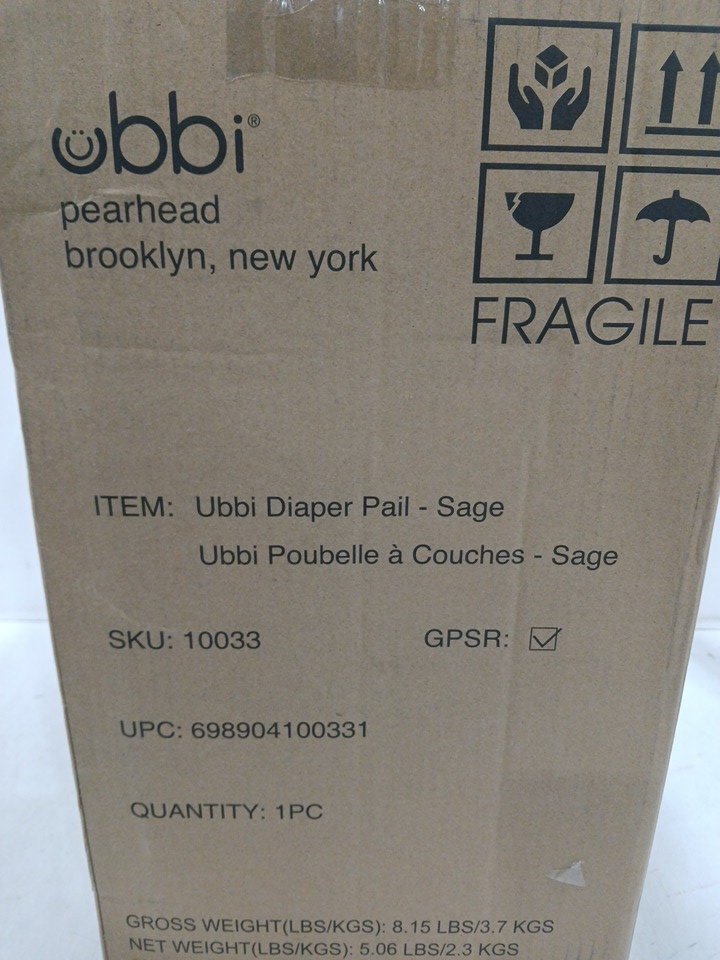 übbi®
pearhead
brooklyn, new york
FRAGILE
ITEM: Ubbi Diaper Pail - Sage
Ubbi Poubelle à Couches - Sage
SKU: 10033 GPSR: ☑
UPC: 698904100331
QUANTITY: 1PC
GROSS WEIGHT(LBS/KGS): 8.15 LBS/3.7 KGS
NET WEIGHT(LBS/KGS): 5.06 LBS/2.3 KGS